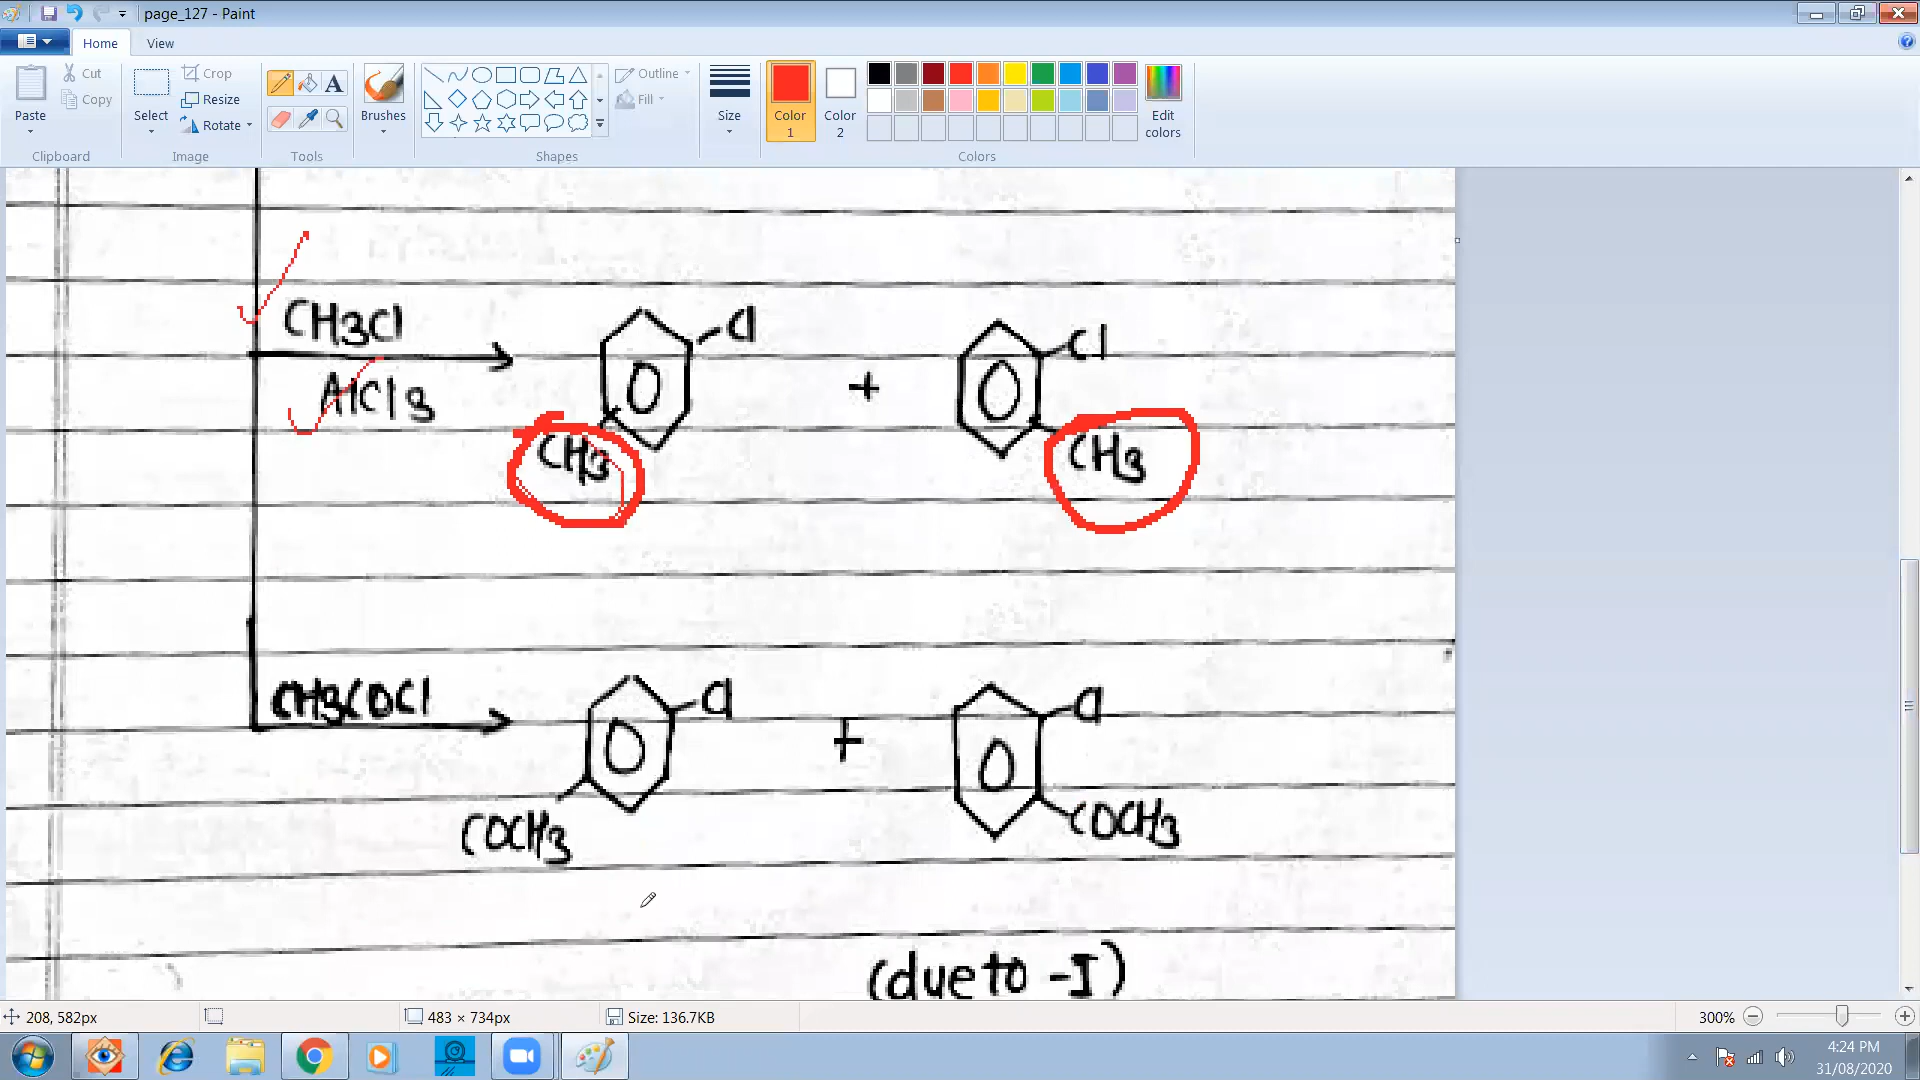 page_127 - Paint
Home View
Paste
Cut
Copy
Clipboard
Select
Crop
Resize
Rotate
Image
A
Tools
Brushes
Shapes
Outline
Fill
Size
Color 1
Color 2
Edit colors
Colors
CH3Cl
AlCl3
Cl + Cl
CH3 CH3
CH3COCl
Cl + Cl
COCH3 COCH3
(due to -I)
208, 582px
483 × 734px
Size: 136.7KB
300%
4:24 PM
31/08/2020